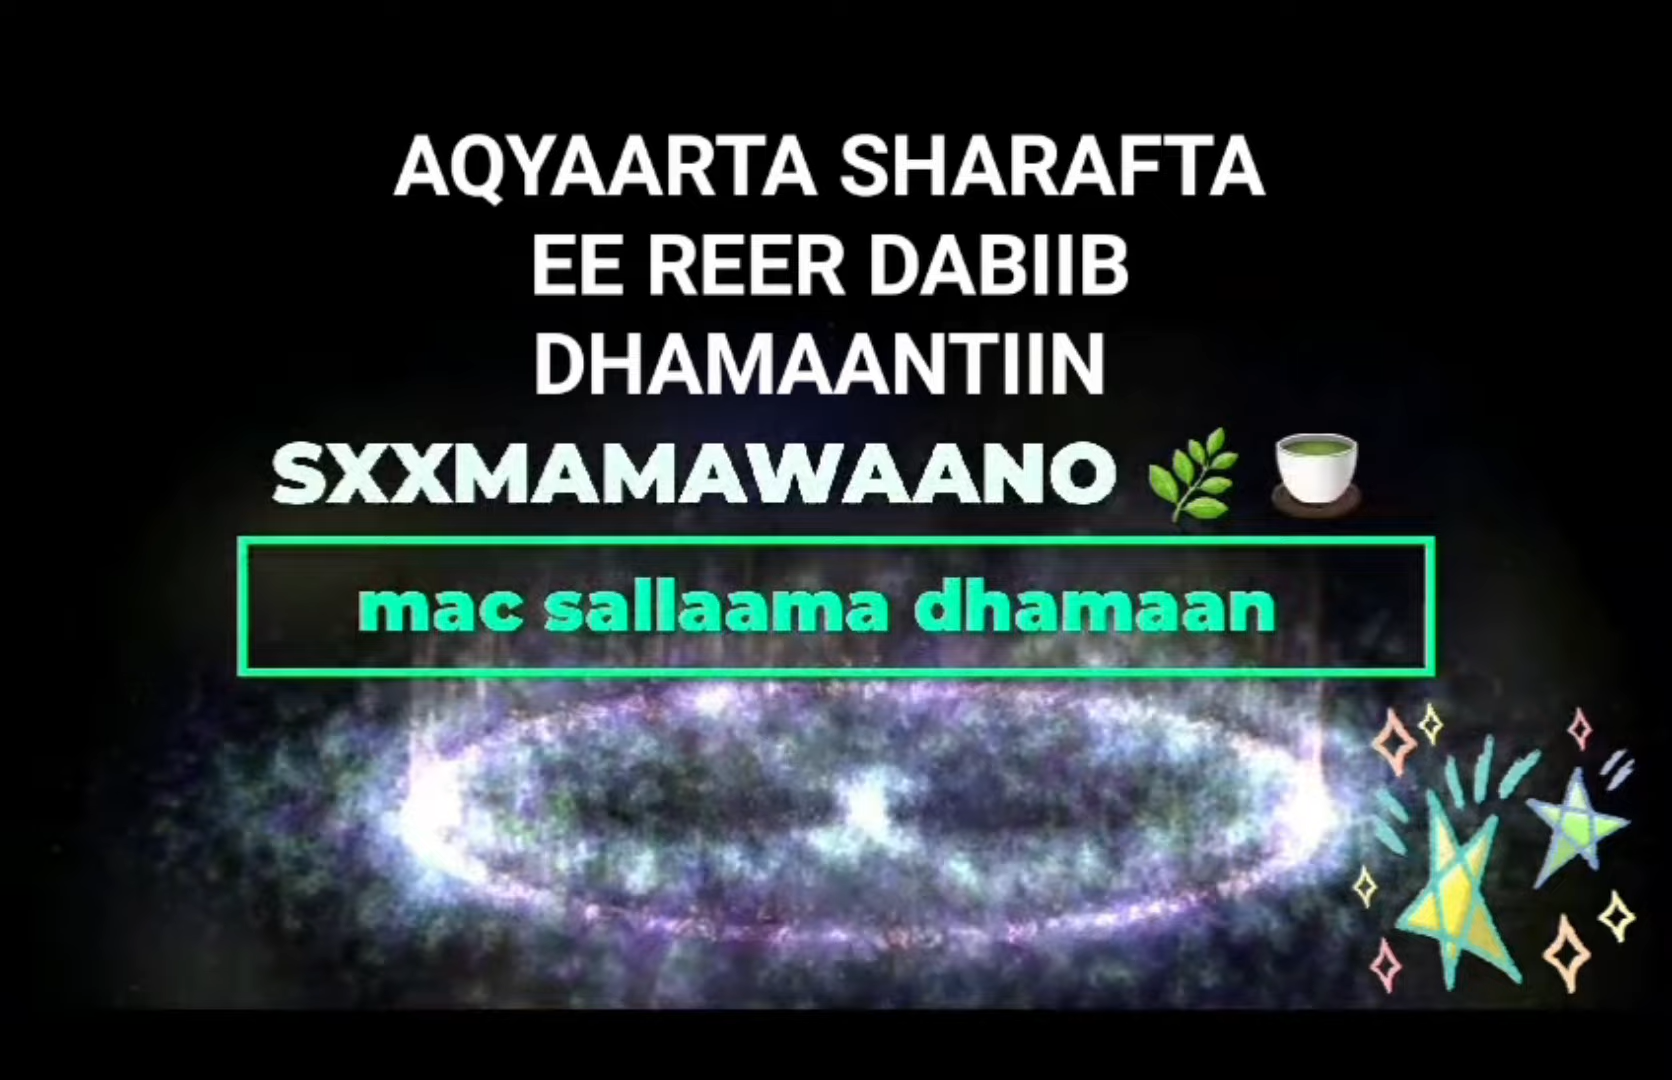 AQYAARTA SHARAFTA
EE REER DABIIB
DHAMAANTIIN
SXXMAMAWAANO 🌿 🍵
mac sallaama dhamaan